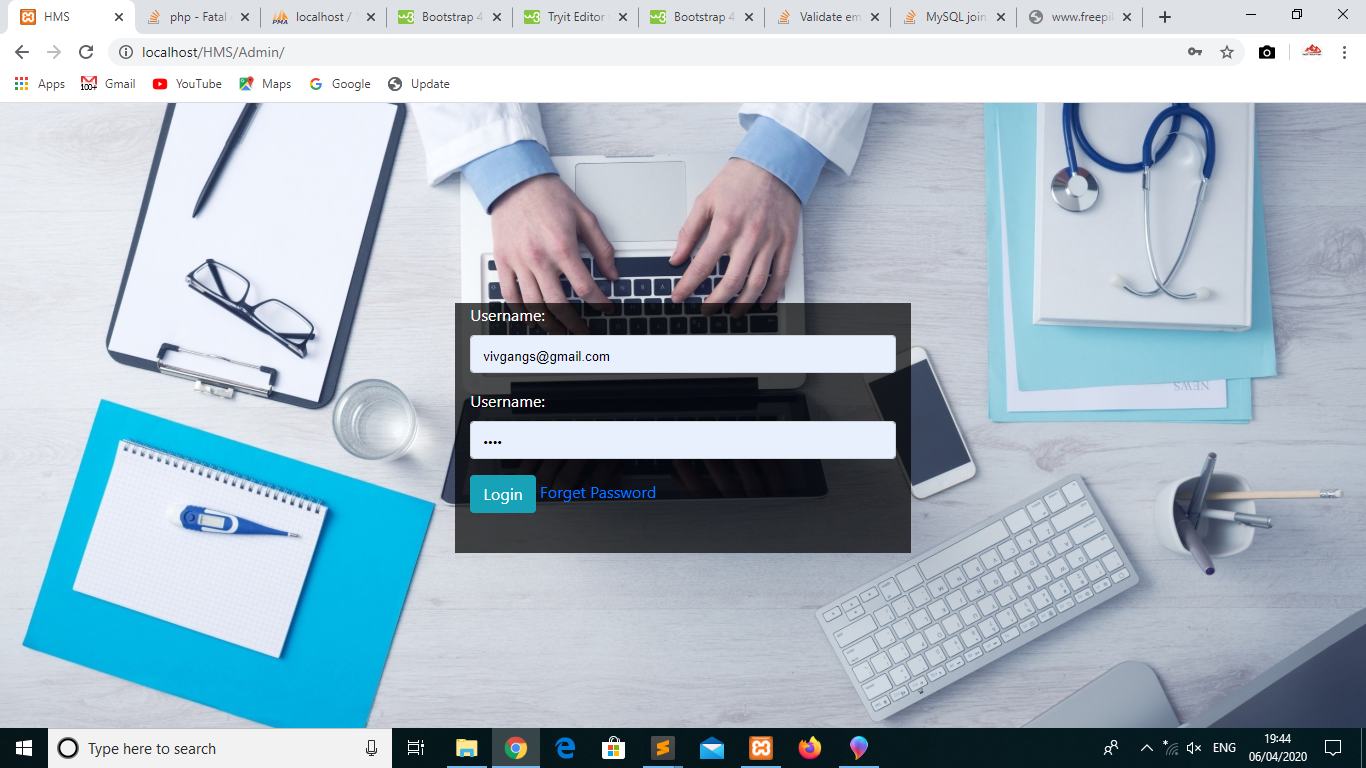 HMS
php - Fatal
localhost /
Bootstrap 4
Tryit Editor
Bootstrap 4
Validate em
MySQL join
www.freepi
localhost/HMS/Admin/
Apps
100+
Gmail
YouTube
Maps
Google
Update
NEWS
Username:
vivgangs@gmail.com
Username:
••••
Login Forget Password
Type here to search
ENG
19:44
06/04/2020